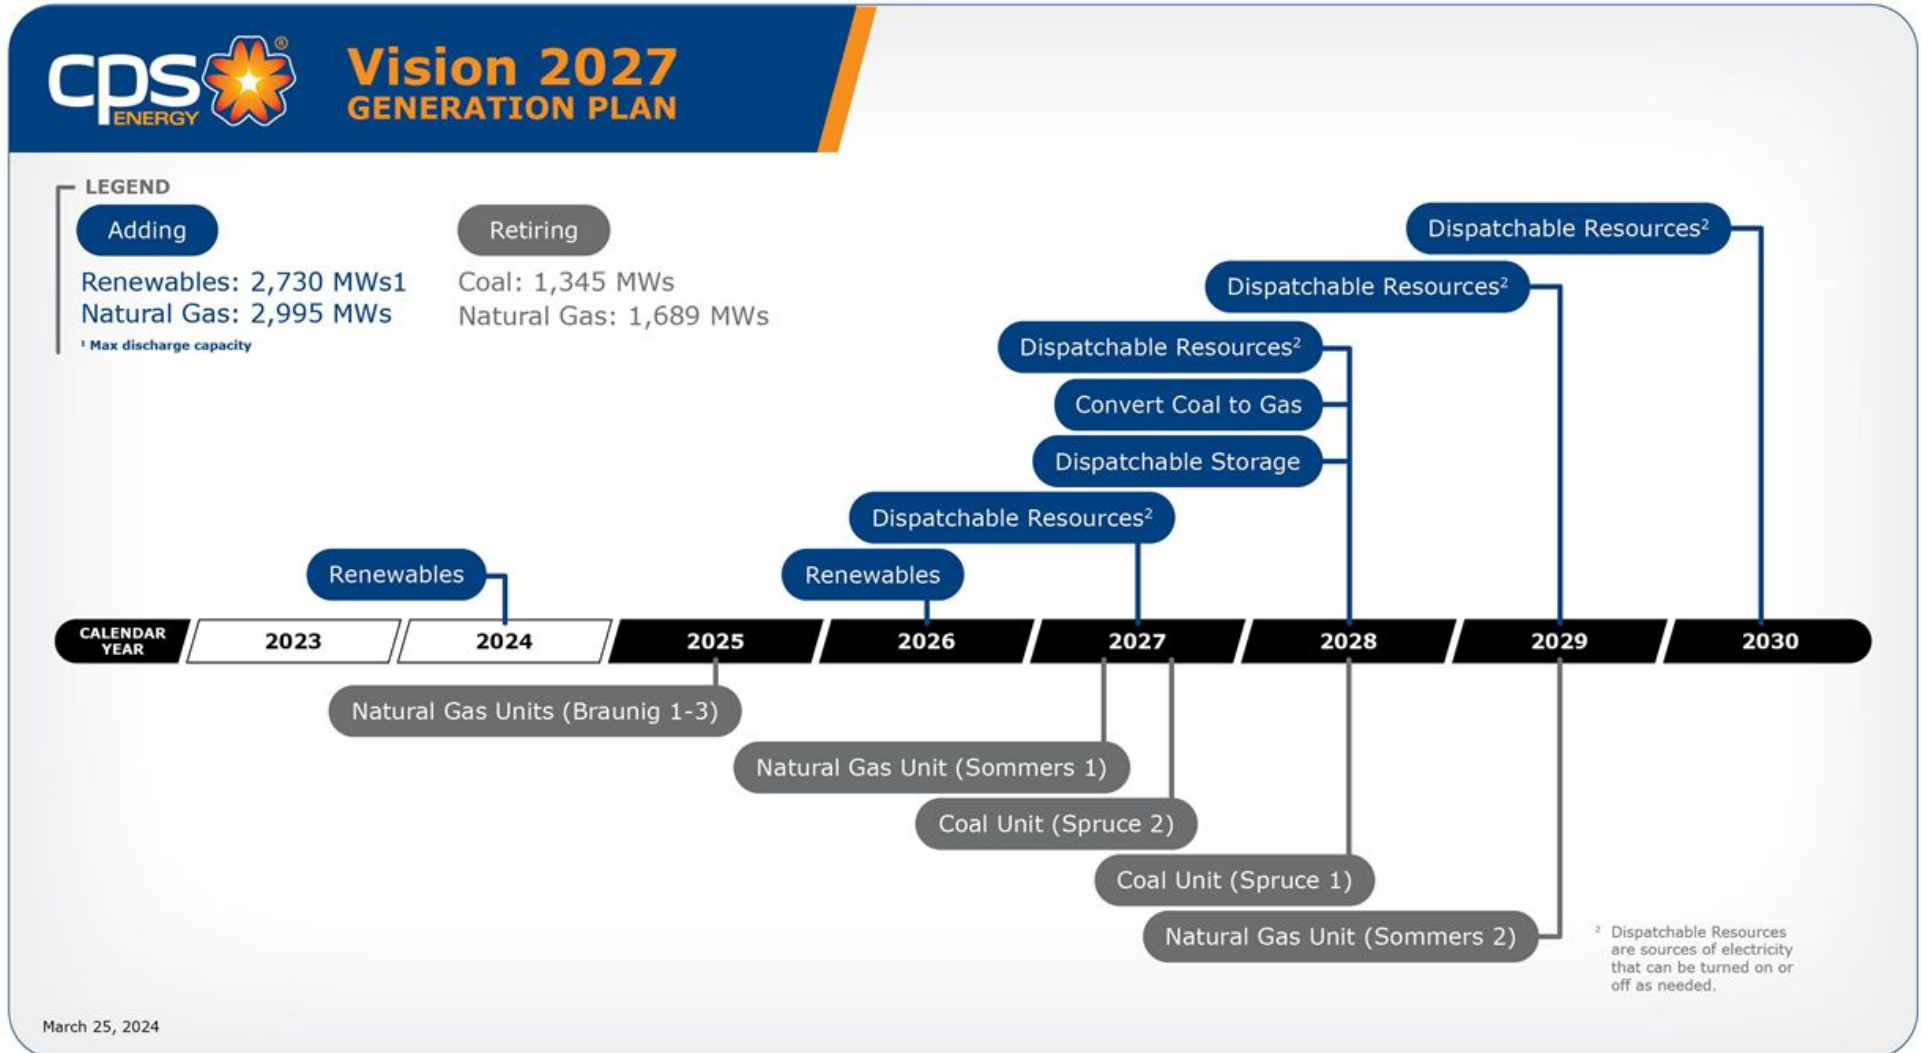 cps ®
ENERGY
Vision 2027
GENERATION PLAN
LEGEND
Adding
Renewables: 2,730 MWs1
Natural Gas: 2,995 MWs
¹ Max discharge capacity
Retiring
Coal: 1,345 MWs
Natural Gas: 1,689 MWs
Dispatchable Resources²
Dispatchable Resources²
Dispatchable Resources²
Convert Coal to Gas
Dispatchable Storage
Dispatchable Resources²
Renewables
Renewables
CALENDAR
YEAR
2023
2024
2025
2026
2027
2028
2029
2030
Natural Gas Units (Braunig 1-3)
Natural Gas Unit (Sommers 1)
Coal Unit (Spruce 2)
Coal Unit (Spruce 1)
Natural Gas Unit (Sommers 2)
² Dispatchable Resources
are sources of electricity
that can be turned on or
off as needed.
March 25, 2024